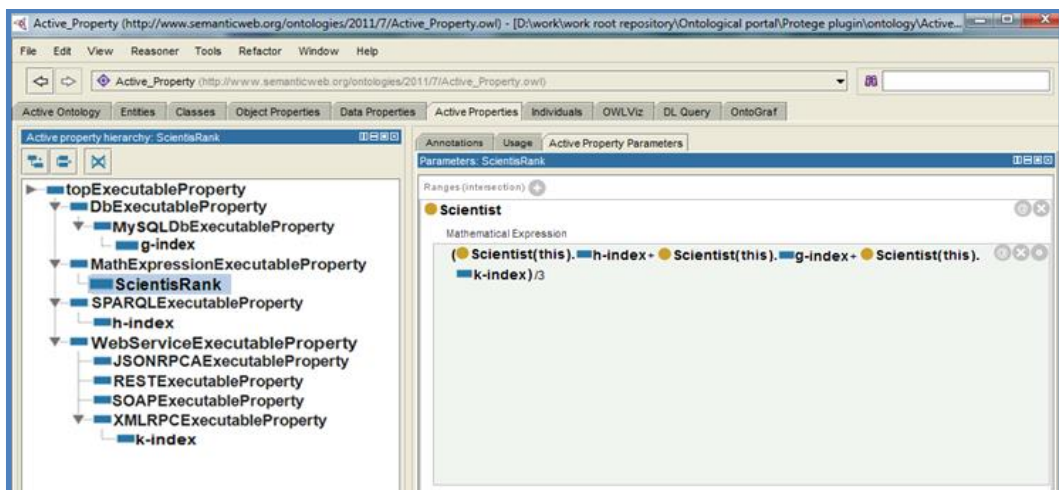 Active_Property (http://www.semanticweb.org/ontologies/2011/7/Active_Property.owl) - [D:\work\work root repository\Ontological portal\Protege plugin\ontology\Active...
File Edit View Reasoner Tools Refactor Window Help
Active_Property (http://www.semanticweb.org/ontologies/2011/7/Active_Property.owl)
Active Ontology Entities Classes Object Properties Data Properties Active Properties Individuals OWLViz DL Query OntoGraf
Active property hierarchy: ScientisRank
topExecutableProperty
DbExecutableProperty
MySQLDbExecutableProperty
g-index
MathExpressionExecutableProperty
ScientisRank
SPARQLExecutableProperty
h-index
WebServiceExecutableProperty
JSONRPCAExecutableProperty
RESTExecutableProperty
SOAPExecutableProperty
XMLRPCExecutableProperty
k-index
Annotations Usage Active Property Parameters
Parameters: ScientisRank
Ranges (intersection)
Scientist
Mathematical Expression
(Scientist(this).h-index+ Scientist(this).g-index+ Scientist(this).
k-index)/3